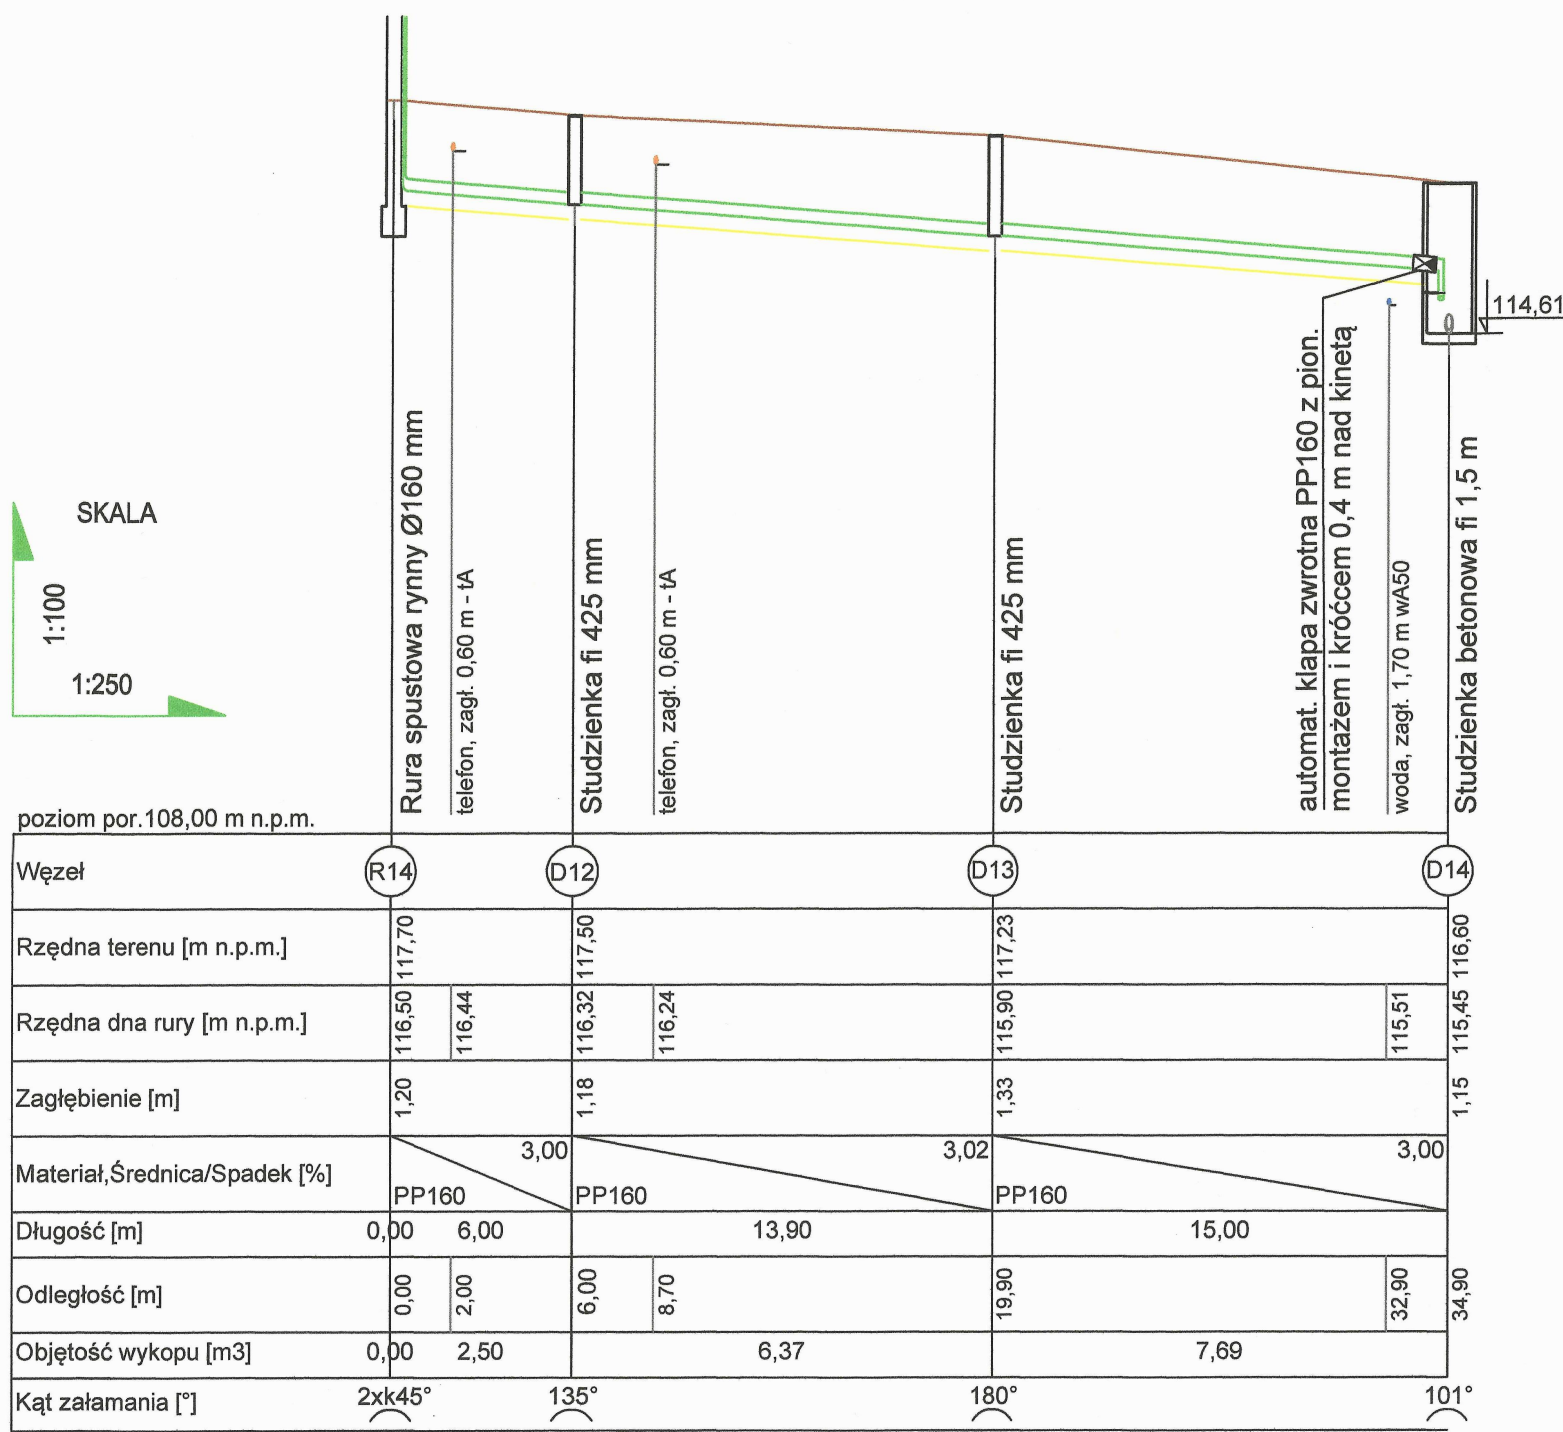 114,61
SKALA
1:100
1:250
Rura spustowa rynny Ø160 mm
telefon, zagł. 0,60 m - tA
Studzienka fi 425 mm
telefon, zagł. 0,60 m - tA
Studzienka fi 425 mm
automat. klapa zwrotna PP160 z pion.
montażem i króćcem 0,4 m nad kinetą
woda, zagł. 1,70 m wA50
Studzienka betonowa fi 1,5 m
poziom por.108,00 m n.p.m.
Węzeł R14 D12 D13 D14
Rzędna terenu [m n.p.m.] 117,70 117,50 117,23 116,60
Rzędna dna rury [m n.p.m.] 116,50 116,44 116,32 116,24 115,90 115,51 115,45
Zagłębienie [m] 1,20 1,18 1,33 1,15
3,00 3,02 3,00
Materiał,Średnica/Spadek [%]
PP160 PP160 PP160
Długość [m] 0,00 6,00 13,90 15,00
Odległość [m] 0,00 2,00 6,00 8,70 19,90 32,90 34,90
Objętość wykopu [m3] 0,00 2,50 6,37 7,69
Kąt załamania [°] 2xk45° 135° 180° 101°